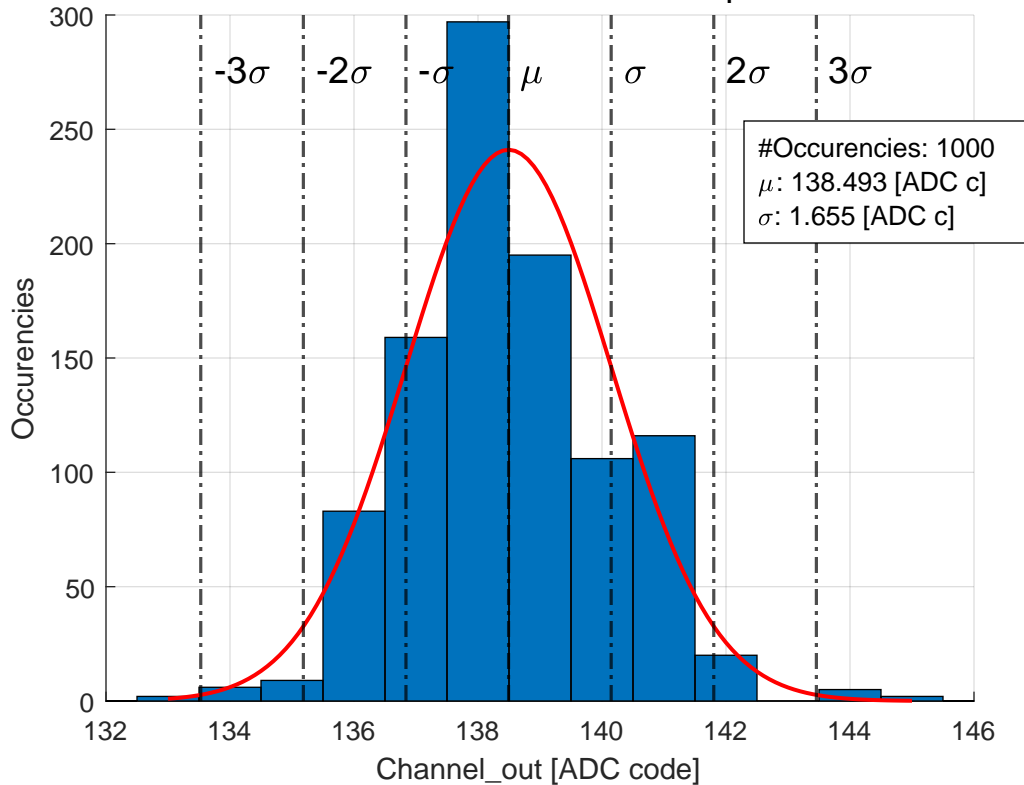 300
250
200
150
100
50
0
-3σ
-2σ
-σ
μ
σ
2σ
3σ
#Occurencies: 1000
μ: 138.493 [ADC c]
σ: 1.655 [ADC c]
Occurencies
132
134
136
138
140
142
144
146
Channel_out [ADC code]